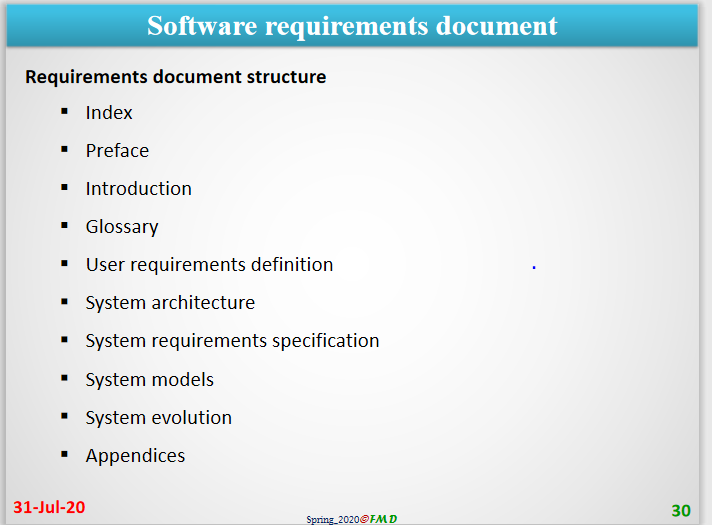 Software requirements document
Requirements document structure
▪ Index
▪ Preface
▪ Introduction
▪ Glossary
▪ User requirements definition
▪ System architecture
▪ System requirements specification
▪ System models
▪ System evolution
▪ Appendices
31-Jul-20
Spring_2020@FMD
30